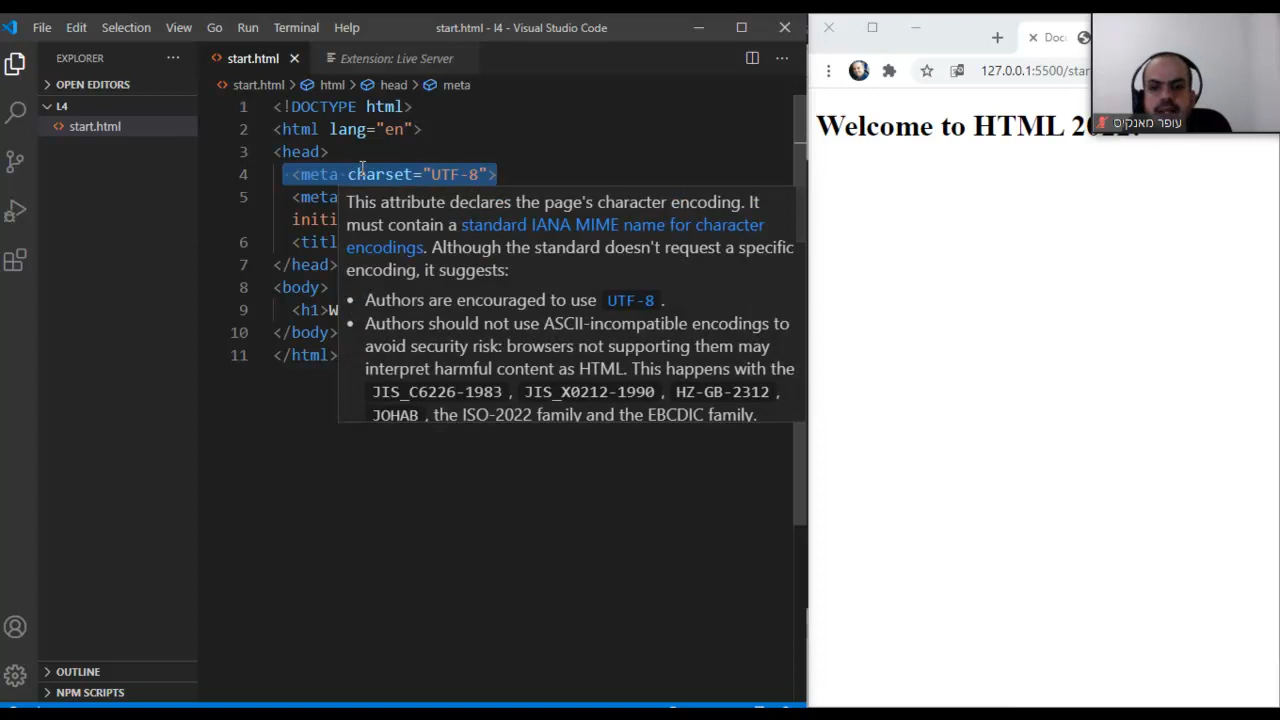 File Edit Selection View Go Run Terminal Help
start.html - l4 - Visual Studio Code
EXPLORER
OPEN EDITORS
L4
start.html
OUTLINE
NPM SCRIPTS
start.html
Extension: Live Server
start.html > html > head > meta
1 <!DOCTYPE html>
2 <html lang="en">
3 <head>
4 <meta charset="UTF-8">
5 <meta
initi
6 <titl
7 </head>
8 <body>
9 <h1>W
10 </body>
11 </html>
This attribute declares the page's character encoding. It
must contain a standard IANA MIME name for character
encodings. Although the standard doesn't request a specific
encoding, it suggests:
• Authors are encouraged to use UTF-8 .
• Authors should not use ASCII-incompatible encodings to
avoid security risk: browsers not supporting them may
interpret harmful content as HTML. This happens with the
JIS_C6226-1983 , JIS_X0212-1990 , HZ-GB-2312 ,
JOHAB , the ISO-2022 family and the EBCDIC family.
Doc
127.0.0.1:5500/star
Welcome to HTML
עופר מאנקיס